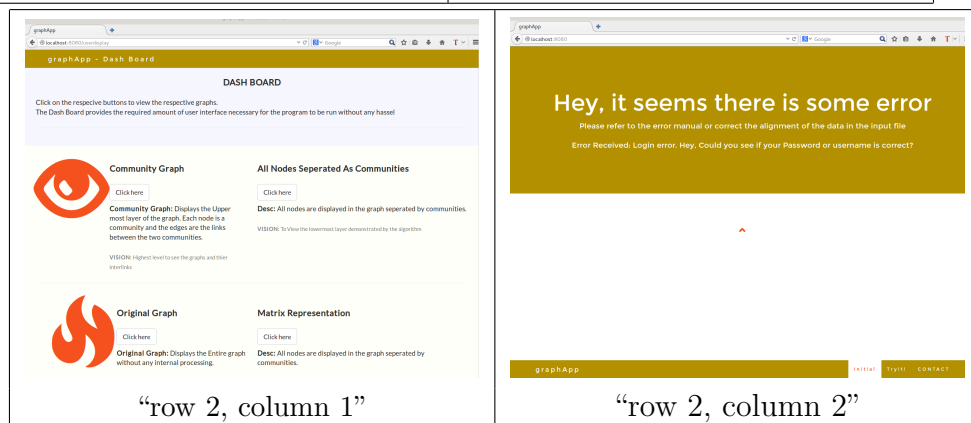 graphApp
localhost:8080/userdisplay
Google
graphApp - Dash Board
DASH BOARD
Click on the respecive buttons to view the respective graphs.
The Dash Board provides the required amount of user interface necessary for the program to be run without any hassel
Community Graph
Click here
Community Graph: Displays the Upper
most layer of the graph. Each node is a
community and the edges are the links
between the two communities.
VISION: Highest level to see the graphs and thier
interlinks
All Nodes Seperated As Communities
Click here
Desc: All nodes are displayed in the graph seperated by communities.
VISION: To View the lowermost layer demonstrated by the algorithm
Original Graph
Click here
Original Graph: Displays the Entire graph
without any internal processing.
Matrix Representation
Click here
Desc: All nodes are displayed in the graph seperated by
communities.
“row 2, column 1”
graphApp
localhost:8080
Google
Hey, it seems there is some error
Please refer to the error manual or correct the alignment of the data in the input file
Error Received: Login error. Hey, Could you see if your Password or username is correct?
graphApp
Initial
TryIt!
CONTACT
“row 2, column 2”